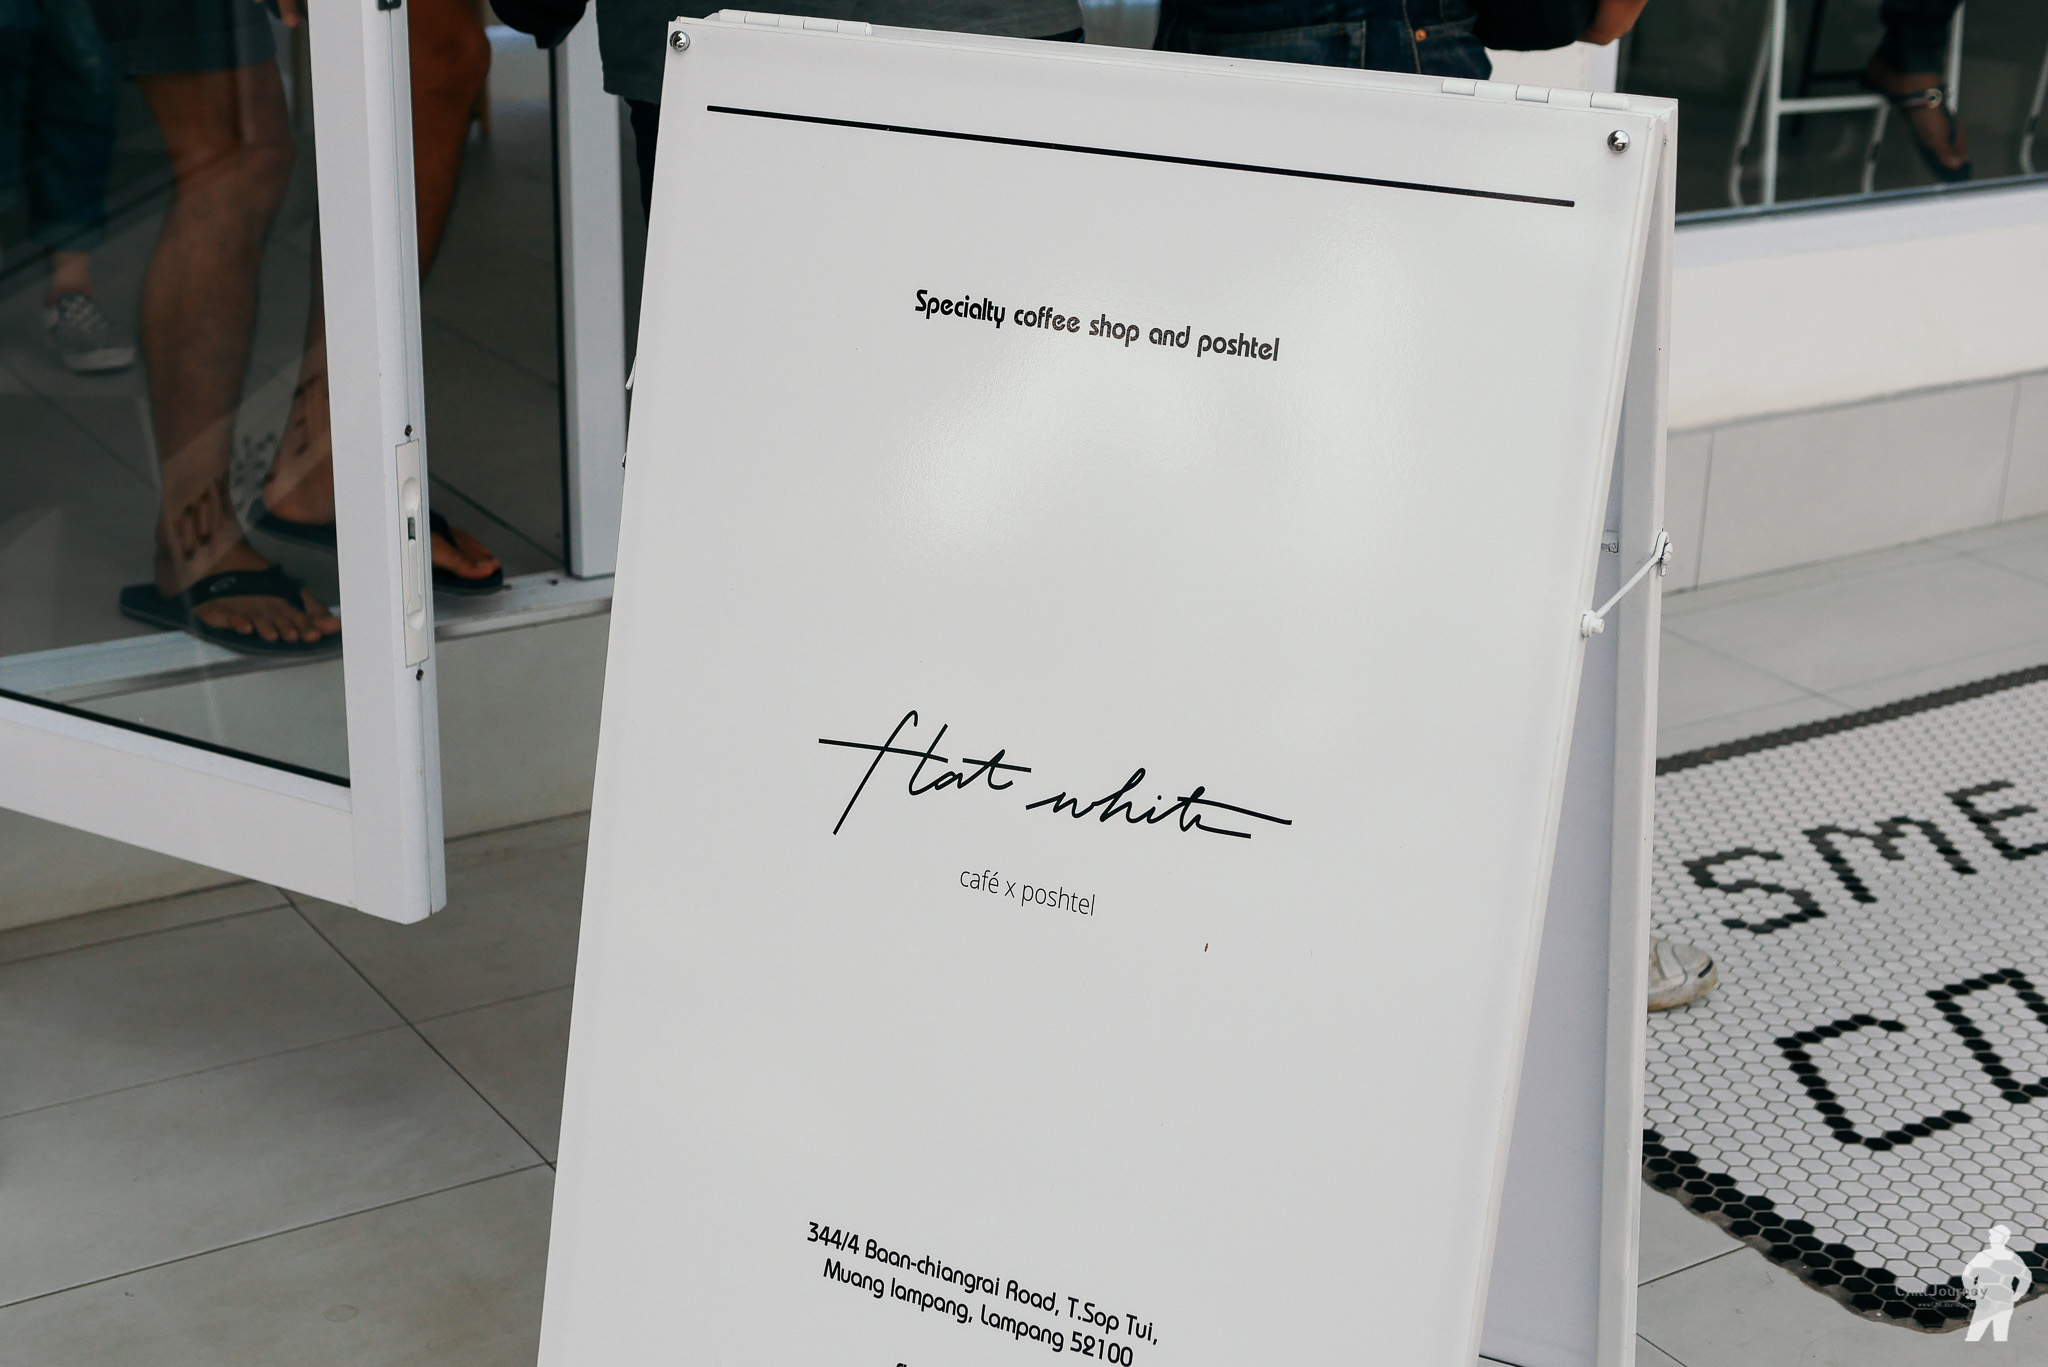 Specialty coffee shop and poshtel
flat white
café x poshtel
344/4 Baan-chiangrai Road, T.Sop Tui,
Muang lampang, Lampang 52100
SME
ChillJourney